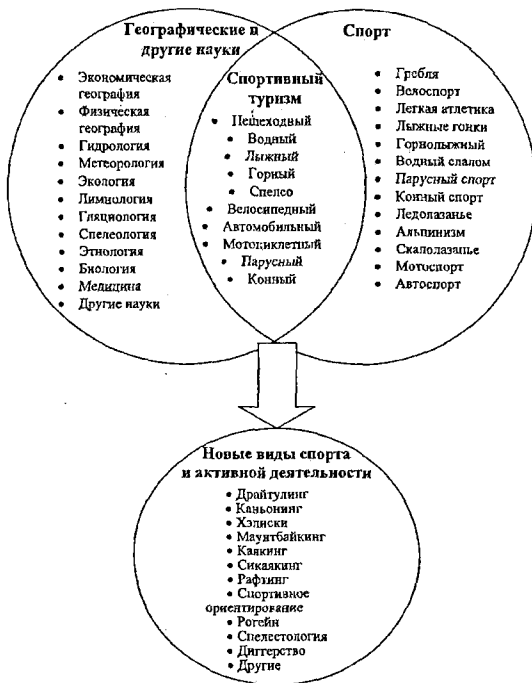 Географические и
другие науки
• Экономическая
география
• Физическая
география
• Гидрология
• Метеорология
• Экология
• Лимнология
• Гляциология
• Спелеология
• Этнология
• Биология
• Медицина
• Другие науки
Спортивный
туризм
• Пешеходный
• Водный
• Лыжный
• Горный
• Спелео
• Велосипедный
• Автомобильный
• Мотоциклетный
• Парусный
• Конный
Спорт
• Гребля
• Велоспорт
• Легкая атлетика
• Лыжные гонки
• Горнолыжный
• Водный слалом
• Парусный спорт
• Конный спорт
• Ледолазанье
• Альпинизм
• Скалолазанье
• Мотоспорт
• Автоспорт
Новые виды спорта
и активной деятельности
• Драйтулинг
• Каньонинг
• Хэлиски
• Маунтбайкинг
• Каякинг
• Сикаякинг
• Рафтинг
• Спортивное
ориентирование
• Рогейн
• Спелестология
• Диггерство
• Другие